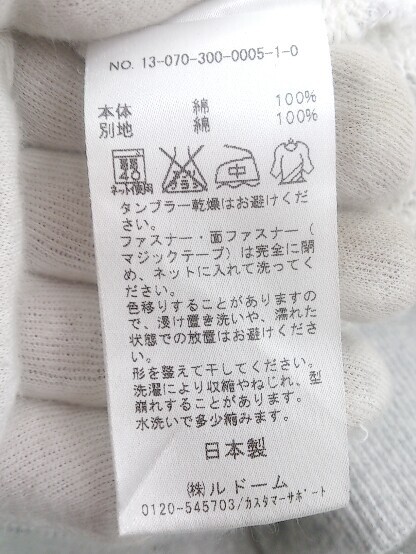 NO. 13-070-300-0005-1-0
本体 綿 100%
別地 綿 100%
弱 40
ネット使用
エンソサラシ
中
タンブラー乾燥はお避けくだ
さい。
ファスナー・面ファスナー（
マジックテープ）は完全に閉
め、ネットに入れて洗ってく
ださい。
色移りすることがありますの
で、浸け置き洗いや、濡れた
状態での放置はお避けくださ
い。
形を整えて干してください。
洗濯により収縮やねじれ、型
崩れすることがあります。
水洗いで多少縮みます。
日本製
㈱ルドーム
0120-545703/カスタマーサポート